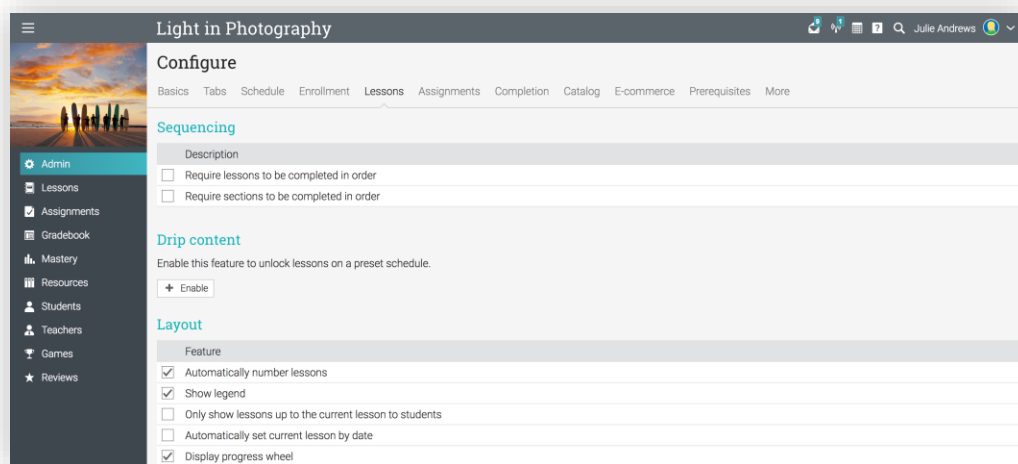 Light in Photography
Julie Andrews
Configure
Basics Tabs Schedule Enrollment Lessons Assignments Completion Catalog E-commerce Prerequisites More
Admin
Lessons
Assignments
Gradebook
Mastery
Resources
Students
Teachers
Games
Reviews
Sequencing
Description
Require lessons to be completed in order
Require sections to be completed in order
Drip content
Enable this feature to unlock lessons on a preset schedule.
+ Enable
Layout
Feature
Automatically number lessons
Show legend
Only show lessons up to the current lesson to students
Automatically set current lesson by date
Display progress wheel